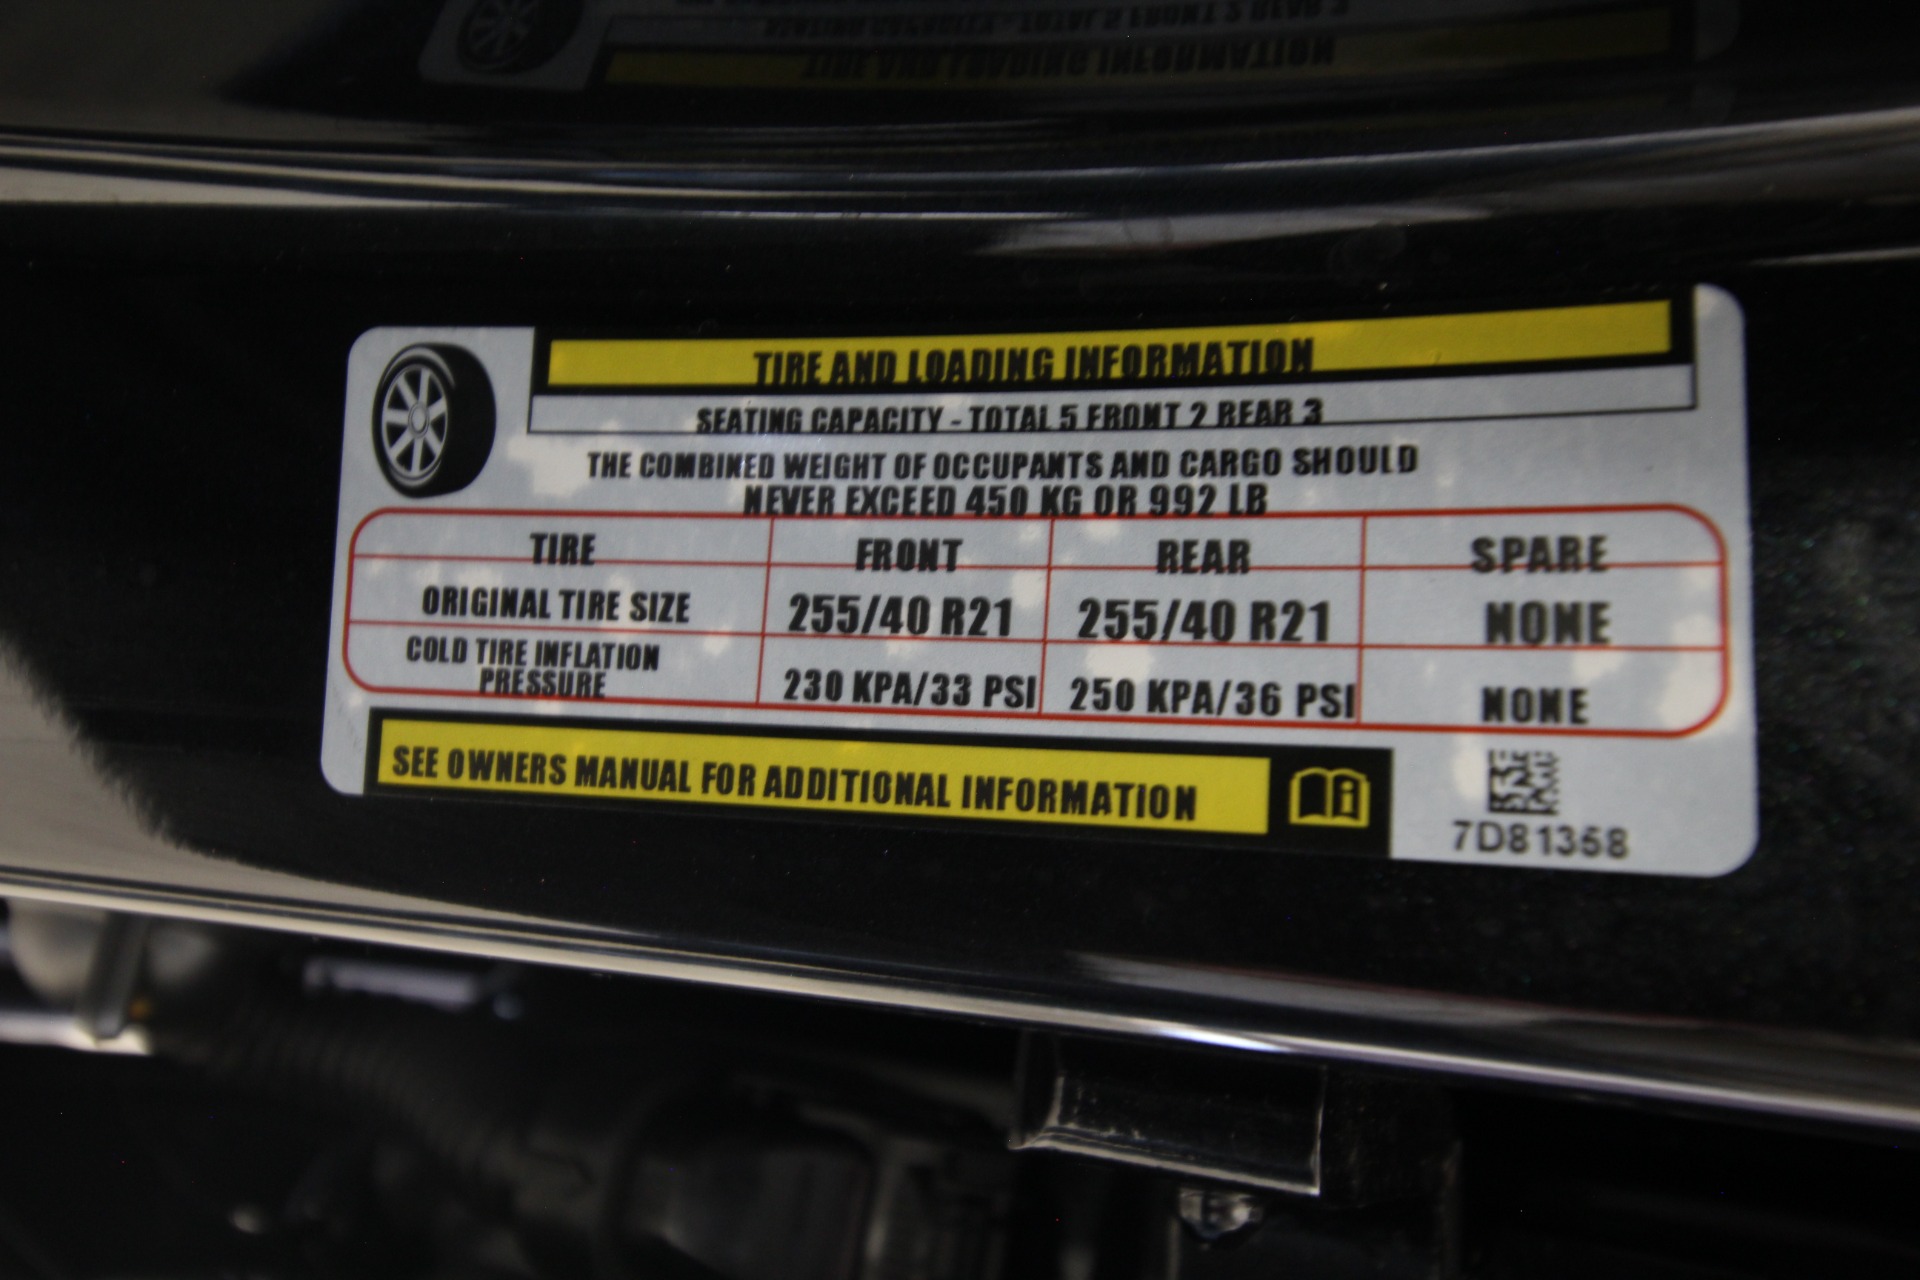 TIRE AND LOADING INFORMATION
SEATING CAPACITY - TOTAL 5 FRONT 2 REAR 3
THE COMBINED WEIGHT OF OCCUPANTS AND CARGO SHOULD
NEVER EXCEED 450 KG OR 992 LB
TIRE FRONT REAR SPARE
ORIGINAL TIRE SIZE 255/40 R21 255/40 R21 NONE
COLD TIRE INFLATION
PRESSURE 230 KPA/33 PSI 250 KPA/36 PSI NONE
SEE OWNERS MANUAL FOR ADDITIONAL INFORMATION
7D81358